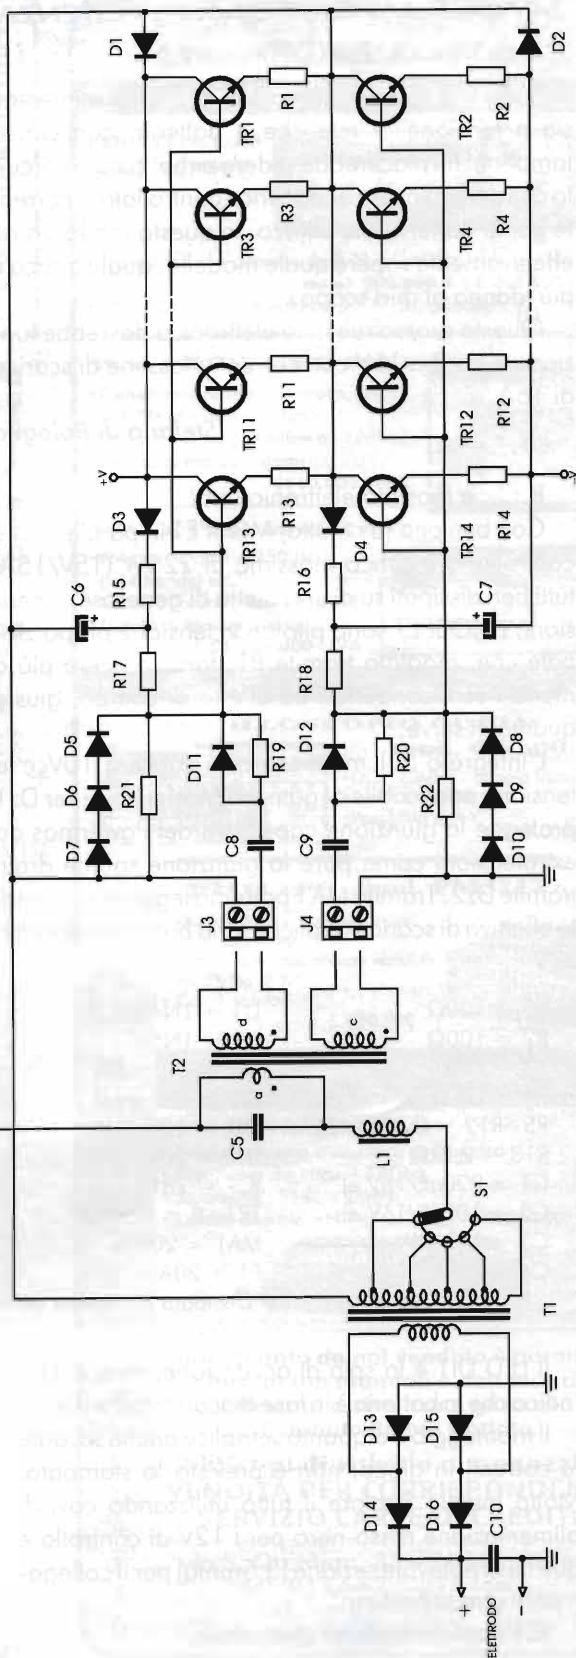 D1
D2
TR1
R1
TR2
R2
TR3
R3
TR4
R4
TR11
R11
TR12
R12
+V
D3
TR13
R13
D4
TR14
R14
-V
C6
R15
R16
C7
R17
R18
D5
D6
D7
R21
D11
R19
C8
D12
C9
R20
R22
D8
D9
D10
J3
J4
T2
d
c
a
C5
L1
S1
T1
D13
D15
D14
D16
C10
+
-
ELETTRODO